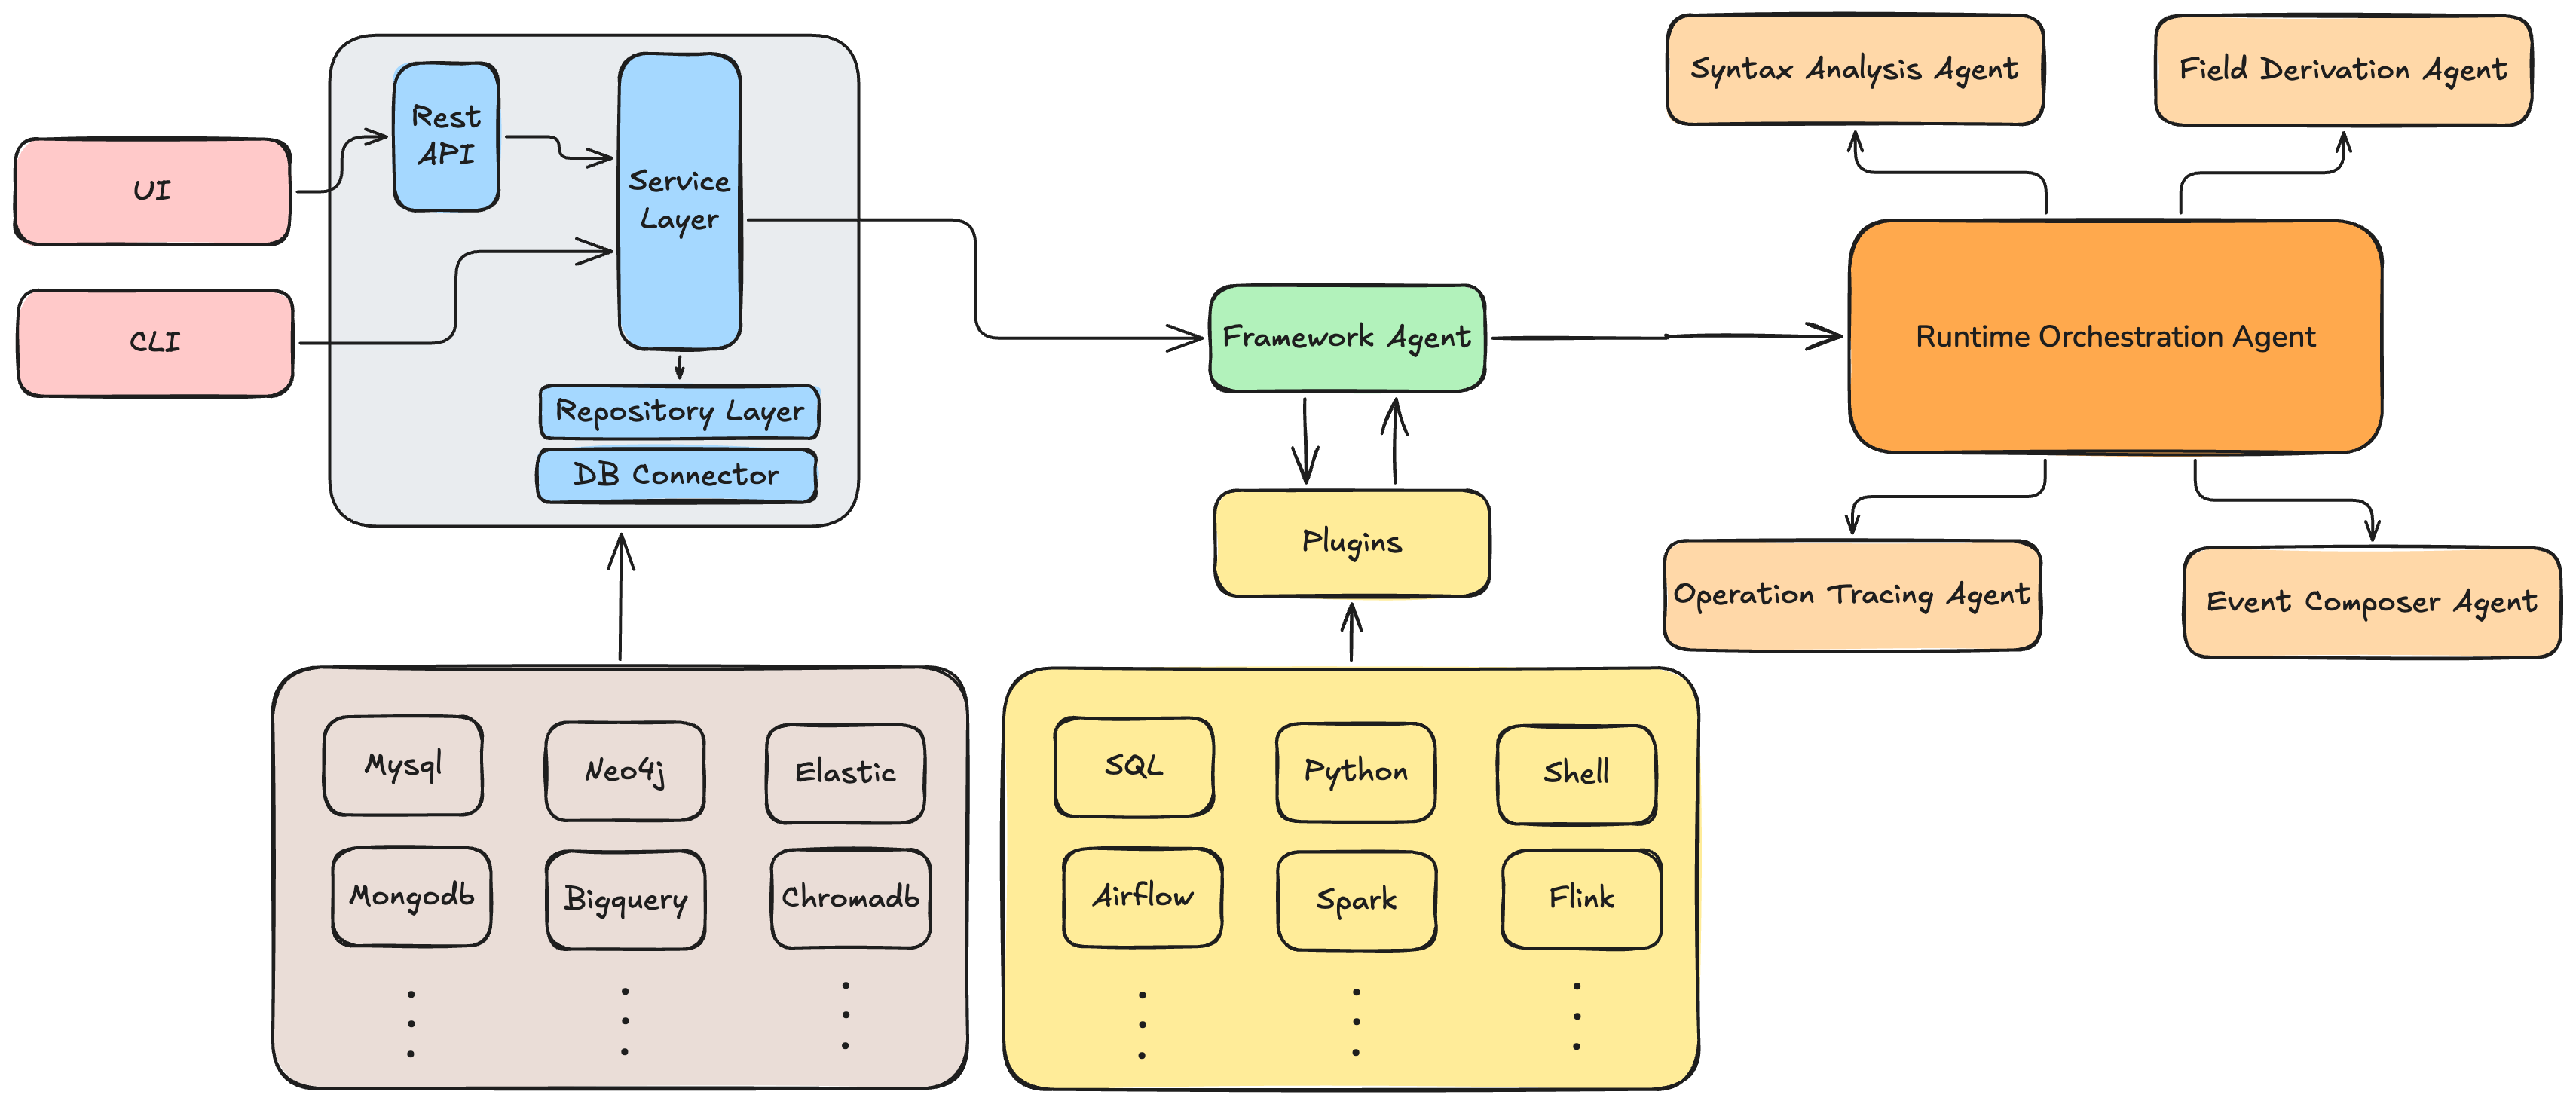 UI
CLI
Rest
API
Service
Layer
Repository Layer
DB Connector
Mysql
Neo4j
Elastic
Mongodb
Bigquery
Chromadb
Framework Agent
Plugins
SQL
Python
Shell
Airflow
Spark
Flink
Syntax Analysis Agent
Field Derivation Agent
Runtime Orchestration Agent
Operation Tracing Agent
Event Composer Agent